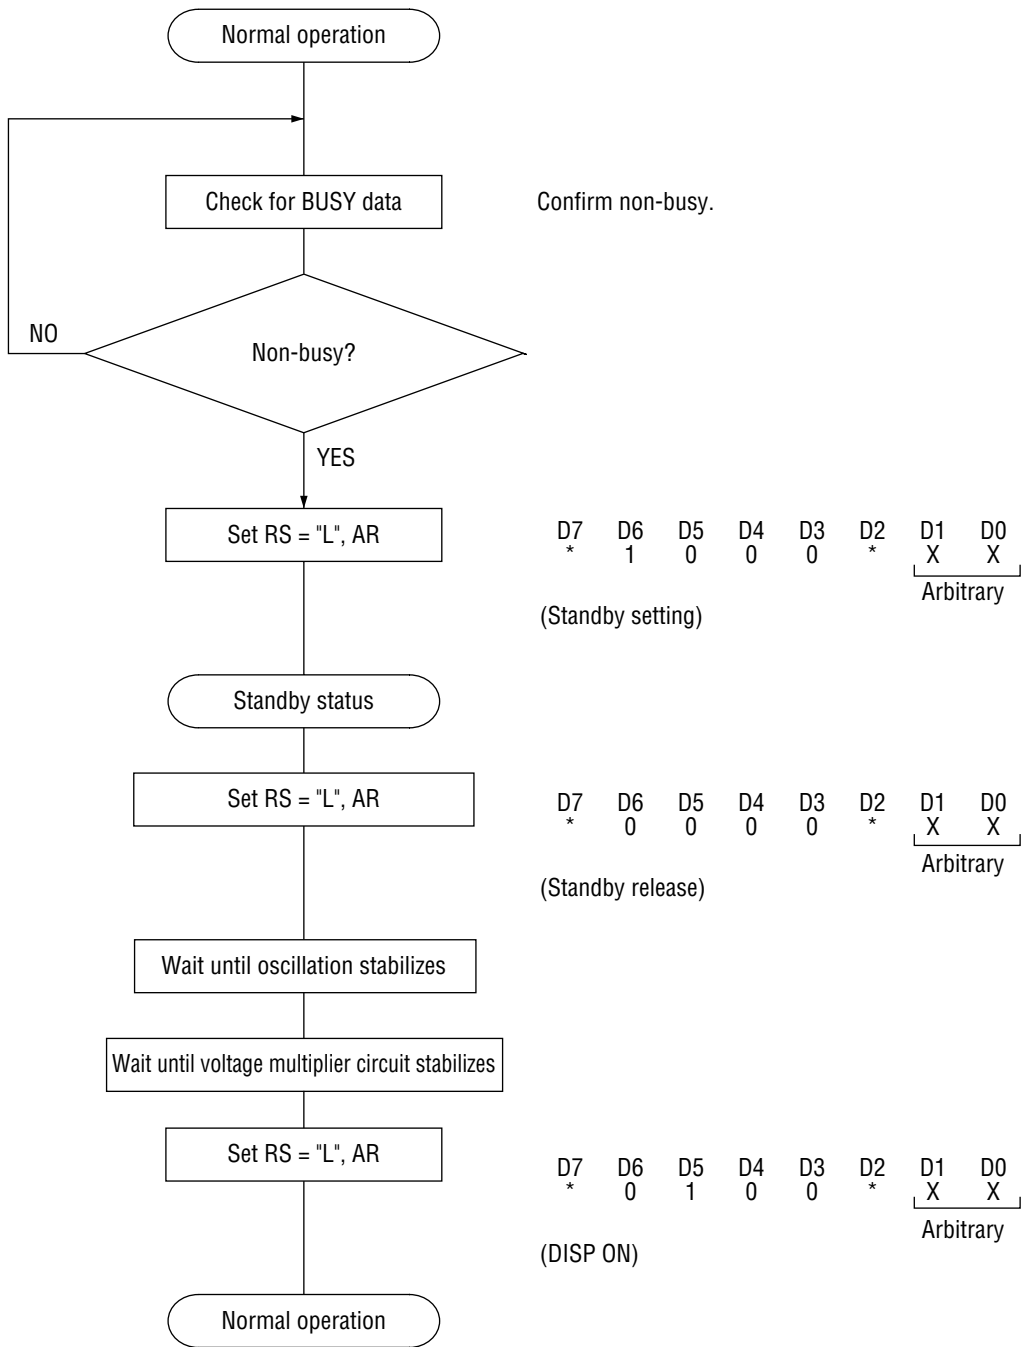 Normal operation
Check for BUSY data
Confirm non-busy.
NO
Non-busy?
YES
Set RS = "L", AR
D7 D6 D5 D4 D3 D2 D1 D0
* 1 0 0 0 * X X
Arbitrary
(Standby setting)
Standby status
Set RS = "L", AR
D7 D6 D5 D4 D3 D2 D1 D0
* 0 0 0 0 * X X
Arbitrary
(Standby release)
Wait until oscillation stabilizes
Wait until voltage multiplier circuit stabilizes
Set RS = "L", AR
D7 D6 D5 D4 D3 D2 D1 D0
* 0 1 0 0 * X X
Arbitrary
(DISP ON)
Normal operation